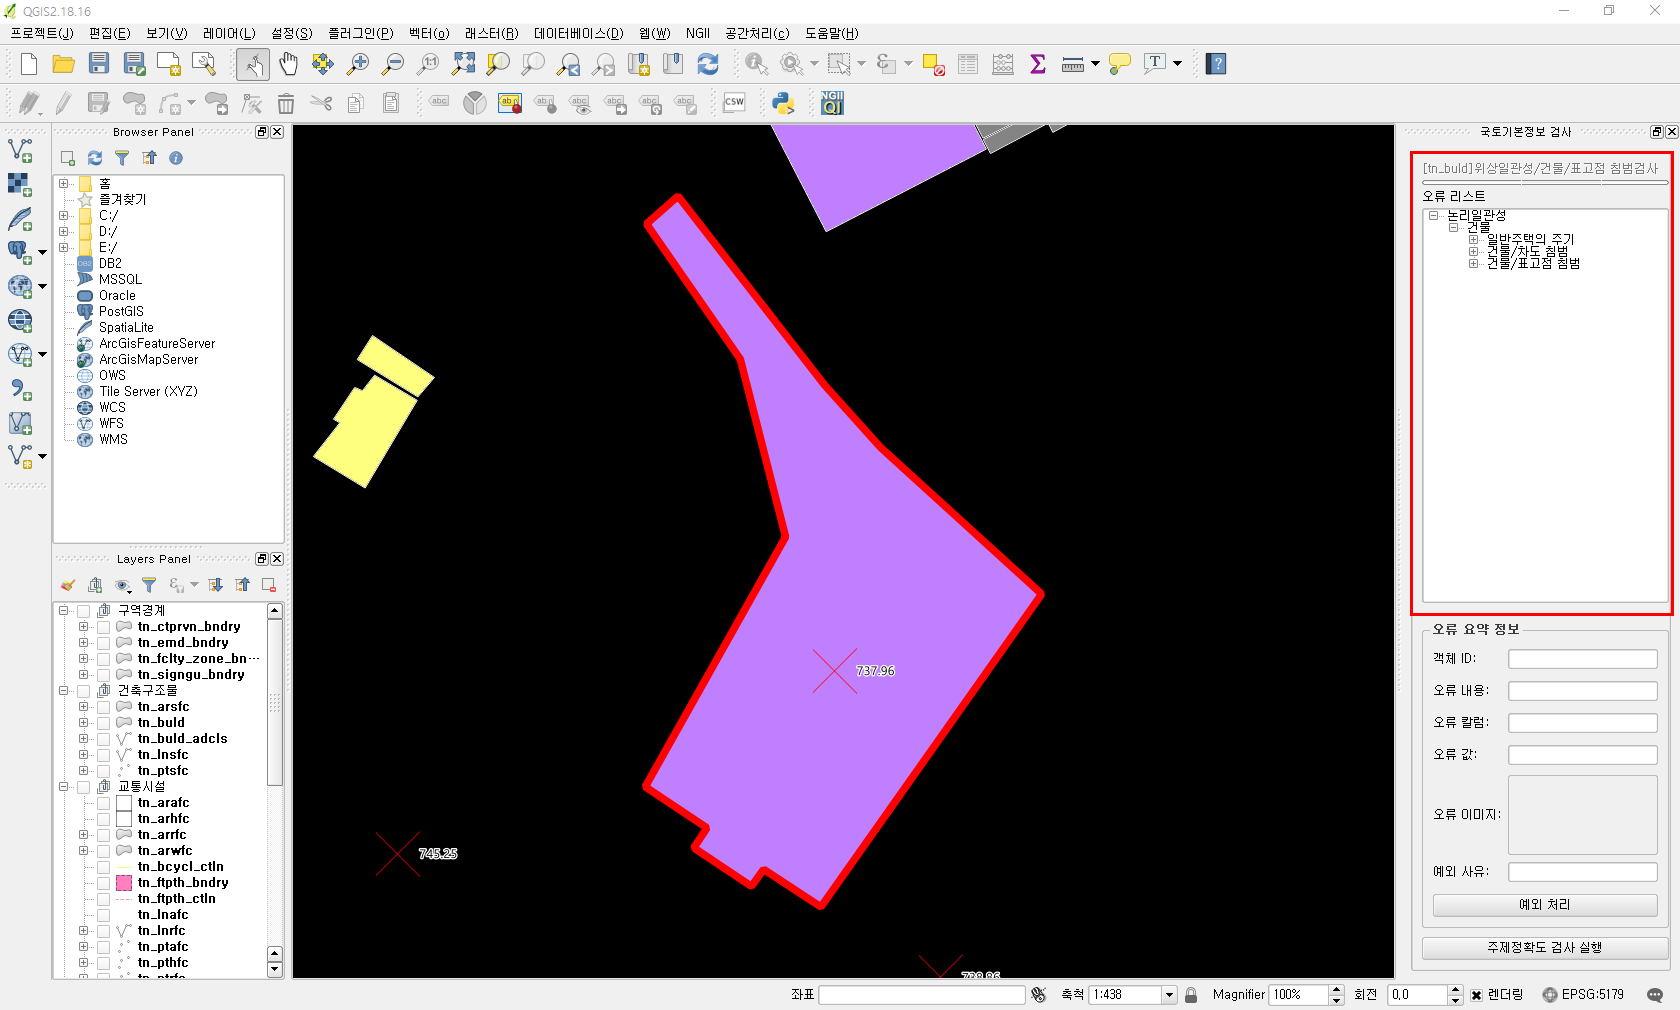 QGIS2.18.16
프로젝트(J) 편집(E) 보기(V) 레이어(L) 설정(S) 플러그인(P) 벡터(o) 래스터(R) 데이터베이스(D) 웹(W) NGII 공간처리(c) 도움말(H)
CSW
NGII
QI
Browser Panel
홈
즐겨찾기
C:/
D:/
E:/
DB2
MSSQL
Oracle
PostGIS
SpatiaLite
ArcGisFeatureServer
ArcGisMapServer
OWS
Tile Server (XYZ)
WCS
WFS
WMS
Layers Panel
구역경계
tn_ctprvn_bndry
tn_emd_bndry
tn_fclty_zone_bn…
tn_signgu_bndry
건축구조물
tn_arsfc
tn_buld
tn_buld_adcls
tn_lnsfc
tn_ptsfc
교통시설
tn_arafc
tn_arhfc
tn_arrfc
tn_arwfc
tn_bcycl_ctln
tn_ftpth_bndry
tn_ftpth_ctln
tn_lnafc
tn_lnrfc
tn_ptafc
tn_pthfc
tn_ptrfc
737.96
745.25
738.86
국토기본정보 검사
[tn_buld]위상일관성/건물/표고점 침범검사
오류 리스트
논리일관성
건물
일반주택의 주기
건물/차도 침범
건물/표고점 침범
오류 요약 정보
객체 ID:
오류 내용:
오류 칼럼:
오류 값:
오류 이미지:
예외 사유:
예외 처리
주제정확도 검사 실행
좌표 축척 1:438 Magnifier 100% 회전 0,0 렌더링 EPSG:5179